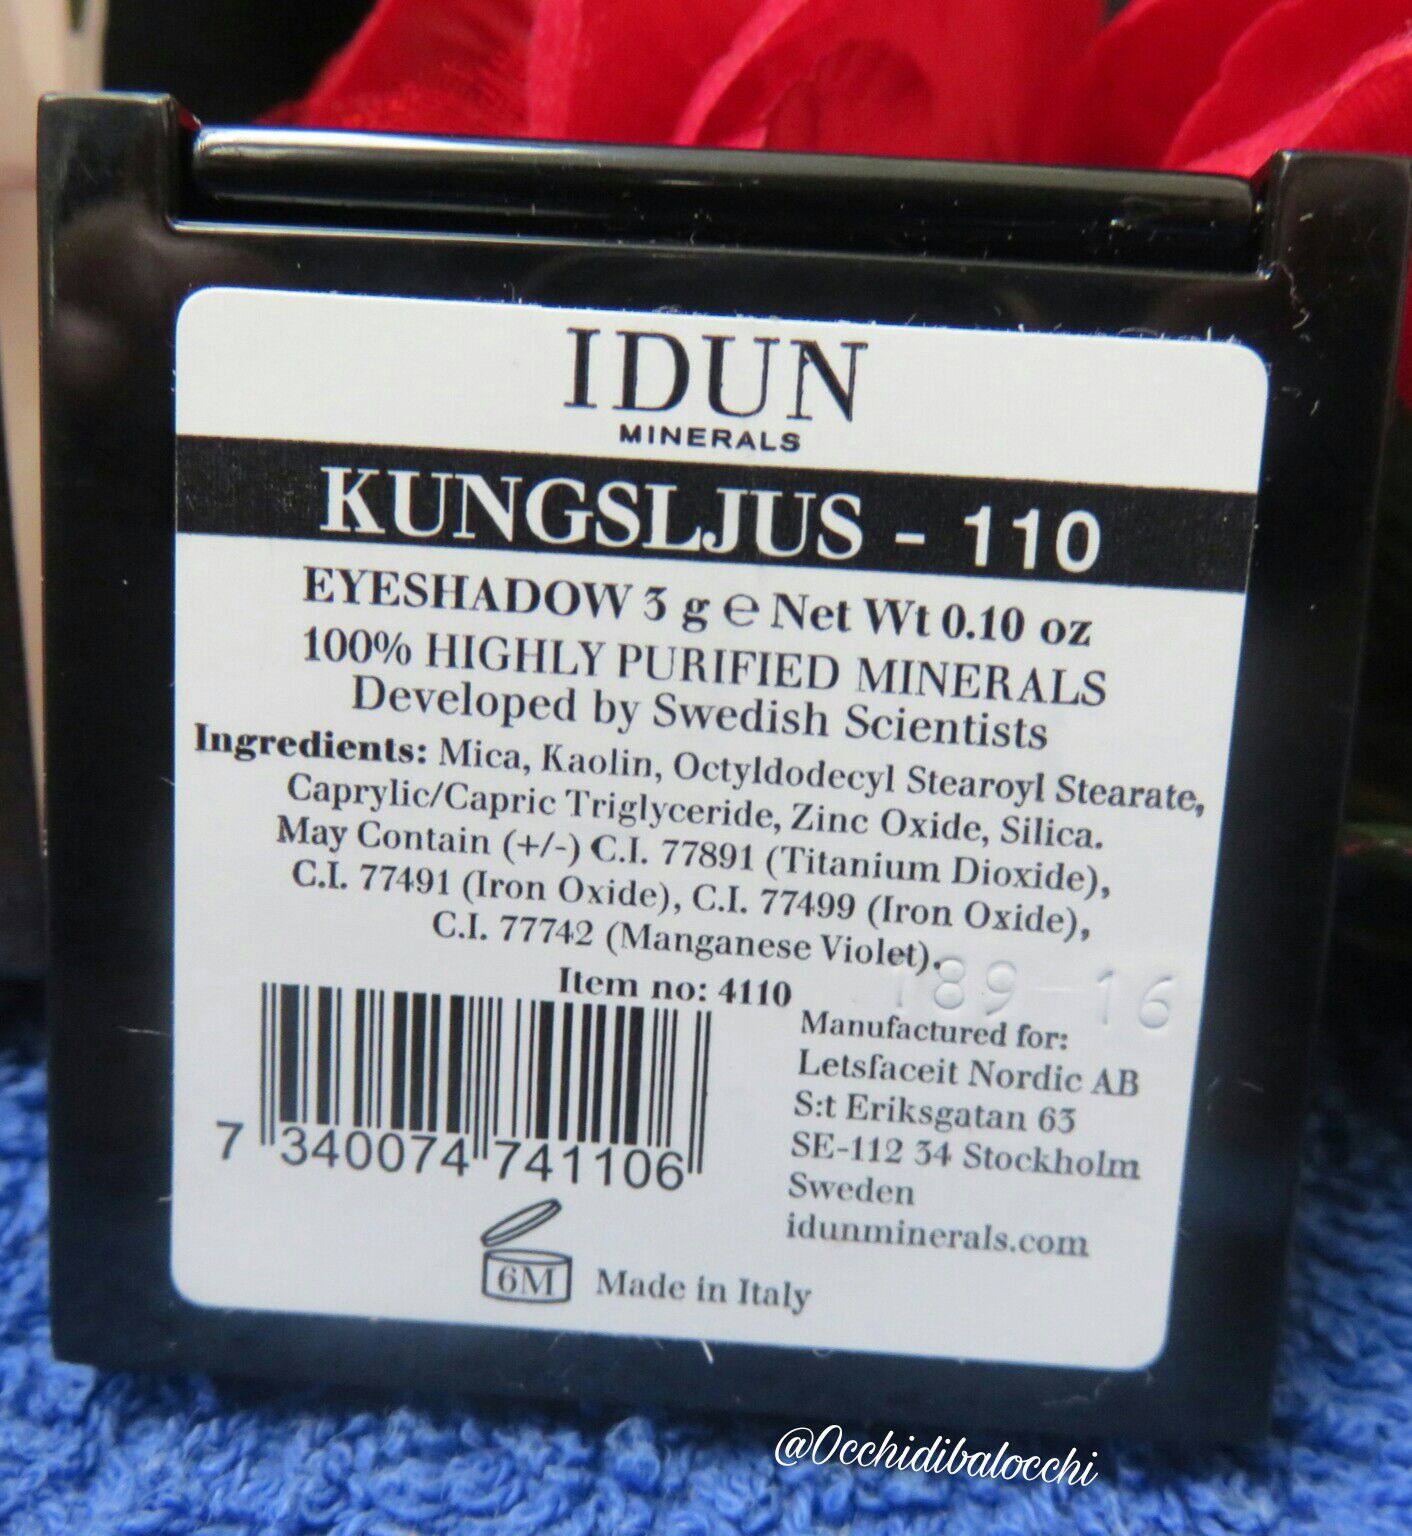 IDUN
MINERALS
KUNGSLJUS - 110
EYESHADOW 3 g ℮ Net Wt 0.10 oz
100% HIGHLY PURIFIED MINERALS
Developed by Swedish Scientists
Ingredients: Mica, Kaolin, Octyldodecyl Stearoyl Stearate,
Caprylic/Capric Triglyceride, Zinc Oxide, Silica.
May Contain (+/-) C.I. 77891 (Titanium Dioxide),
C.I. 77491 (Iron Oxide), C.I. 77499 (Iron Oxide),
C.I. 77742 (Manganese Violet).
Item no: 4110
7 340074 741106
189-16
Manufactured for:
Letsfaceit Nordic AB
S:t Eriksgatan 63
SE-112 34 Stockholm
Sweden
idunminerals.com
6M Made in Italy
@Occhidibalocchi